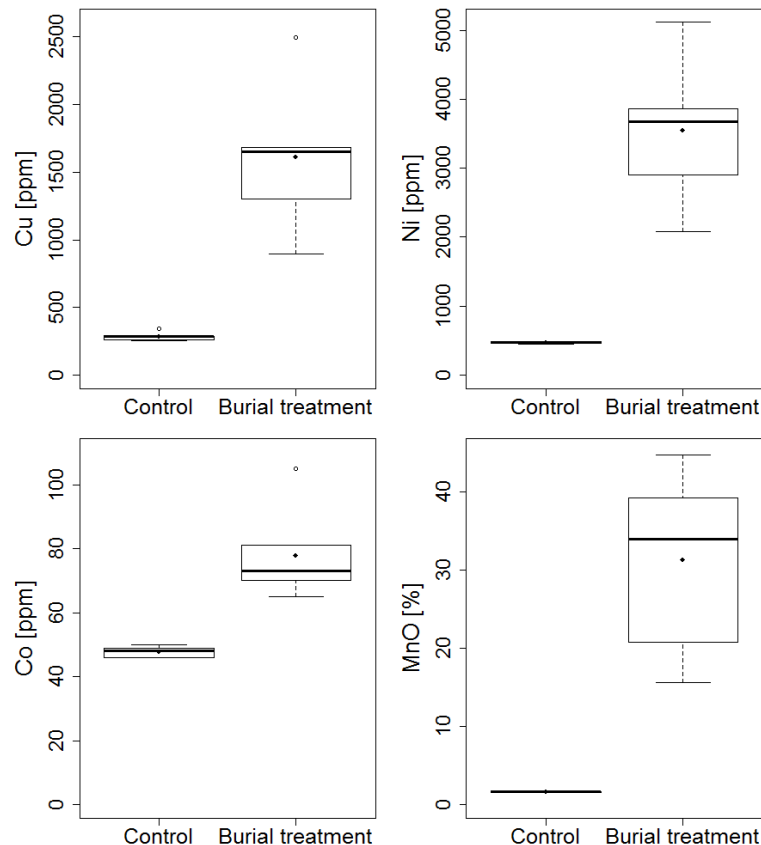 Cu [ppm]
2500
2000
1500
1000
500
0
Control Burial treatment
Ni [ppm]
5000
4000
3000
2000
1000
0
Control Burial treatment
Co [ppm]
100
80
60
40
20
0
Control Burial treatment
MnO [%]
40
30
20
10
0
Control Burial treatment